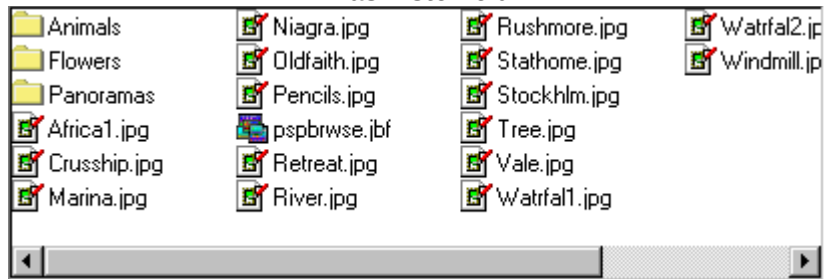 Animals
Flowers
Panoramas
Africa1.jpg
Crusship.jpg
Marina.jpg
Niagra.jpg
Oldfaith.jpg
Pencils.jpg
pspbrwse.jbf
Retreat.jpg
River.jpg
Rushmore.jpg
Stathome.jpg
Stockhlm.jpg
Tree.jpg
Vale.jpg
Watrfal1.jpg
Watrfal2.jp
Windmill.jp